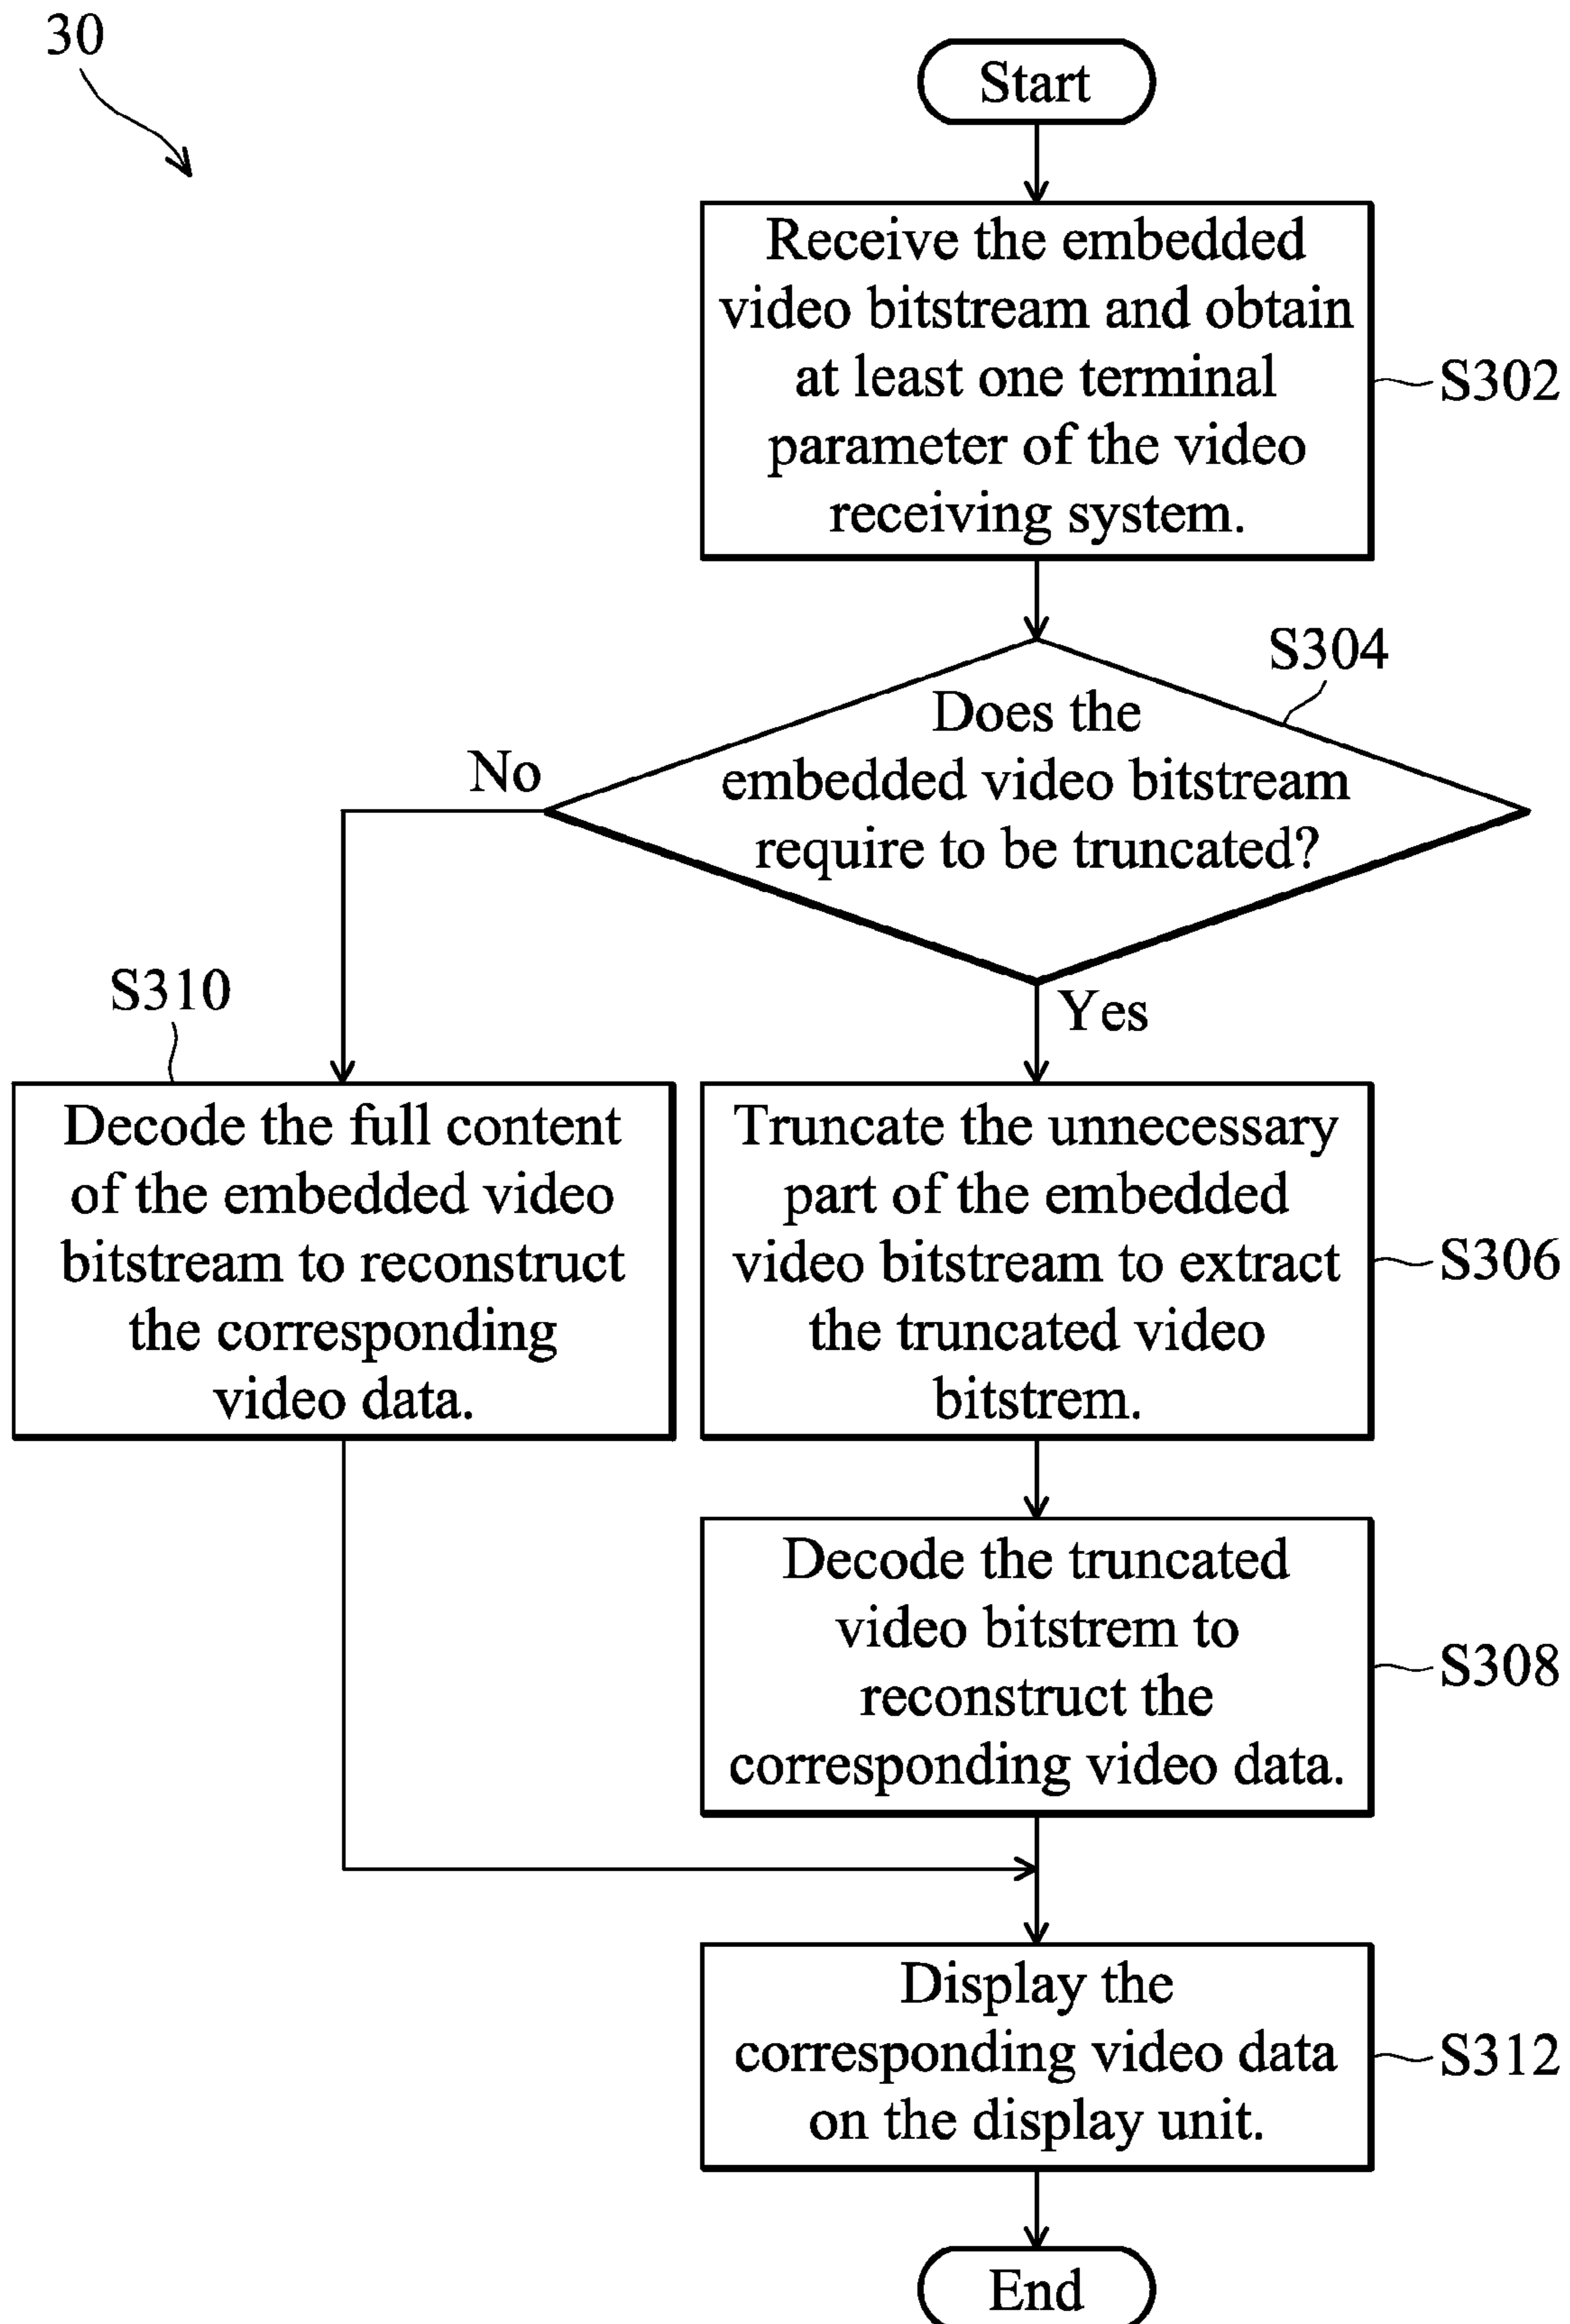 30
Start
Receive the embedded
video bitstream and obtain
at least one terminal
parameter of the video
receiving system.
S302
S304
Does the
embedded video bitstream
require to be truncated?
No
Yes
S310
Decode the full content
of the embedded video
bitstream to reconstruct
the corresponding
video data.
Truncate the unnecessary
part of the embedded
video bitstream to extract
the truncated video
bitstrem.
S306
Decode the truncated
video bitstrem to
reconstruct the
corresponding video data.
S308
Display the
corresponding video data
on the display unit.
S312
End